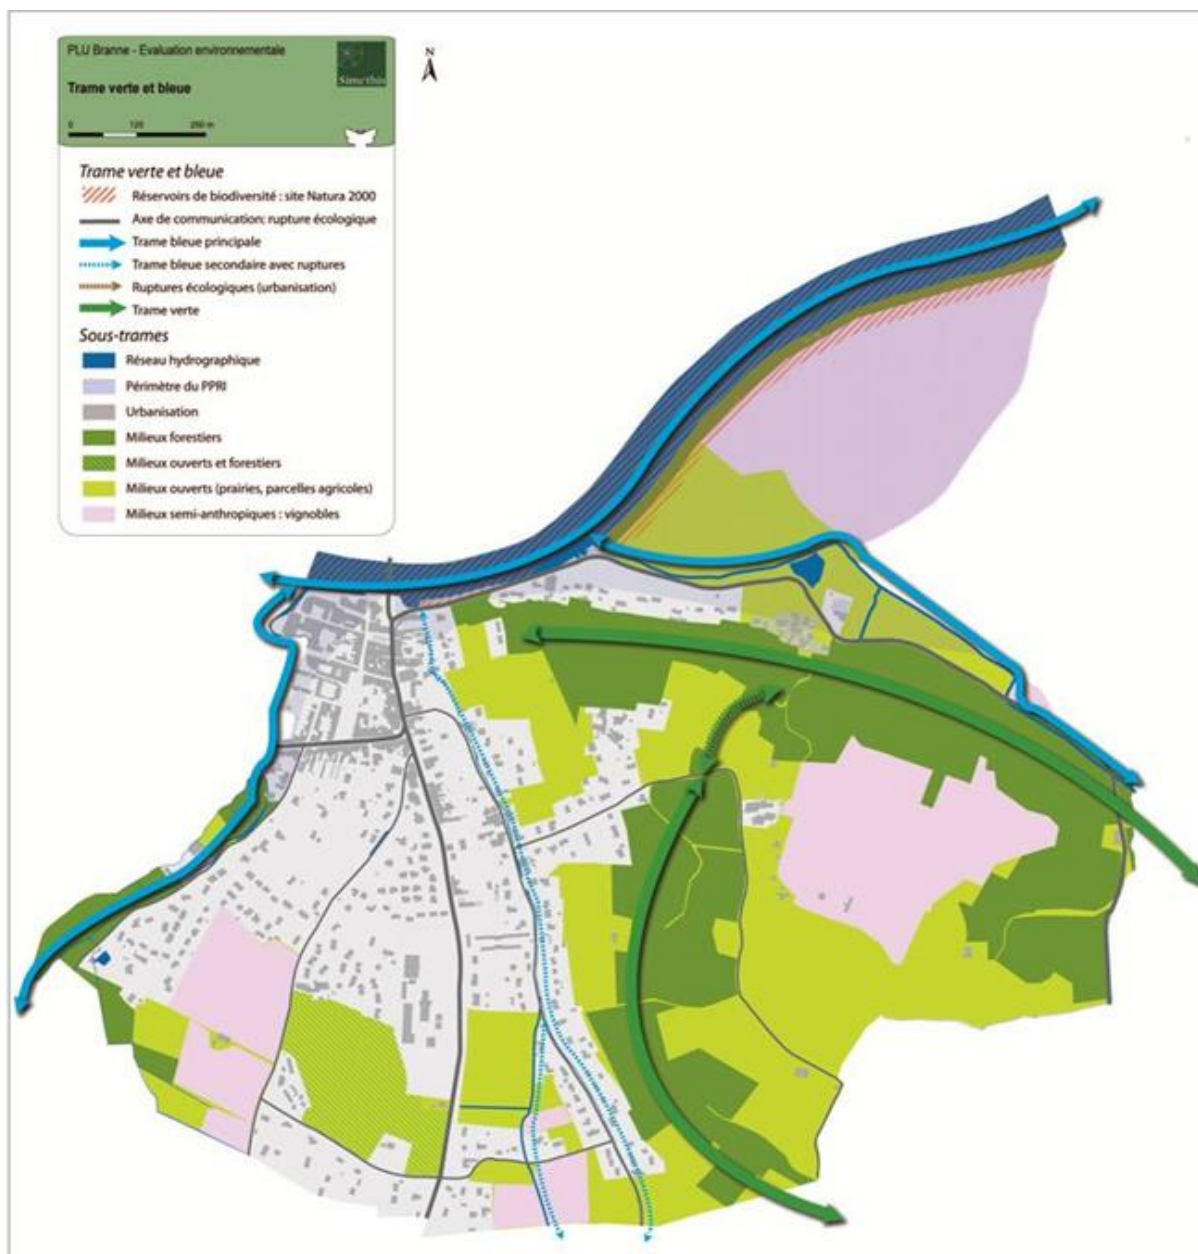 PLU Branne - Evaluation environnementale
Trame verte et bleue
Simethis
N
0 120 250 m
Trame verte et bleue
Réservoirs de biodiversité : site Natura 2000
Axe de communication: rupture écologique
Trame bleue principale
Trame bleue secondaire avec ruptures
Ruptures écologiques (urbanisation)
Trame verte
Sous-trames
Réseau hydrographique
Périmètre du PPRI
Urbanisation
Milieux forestiers
Milieux ouverts et forestiers
Milieux ouverts (prairies, parcelles agricoles)
Milieux semi-anthropiques : vignobles